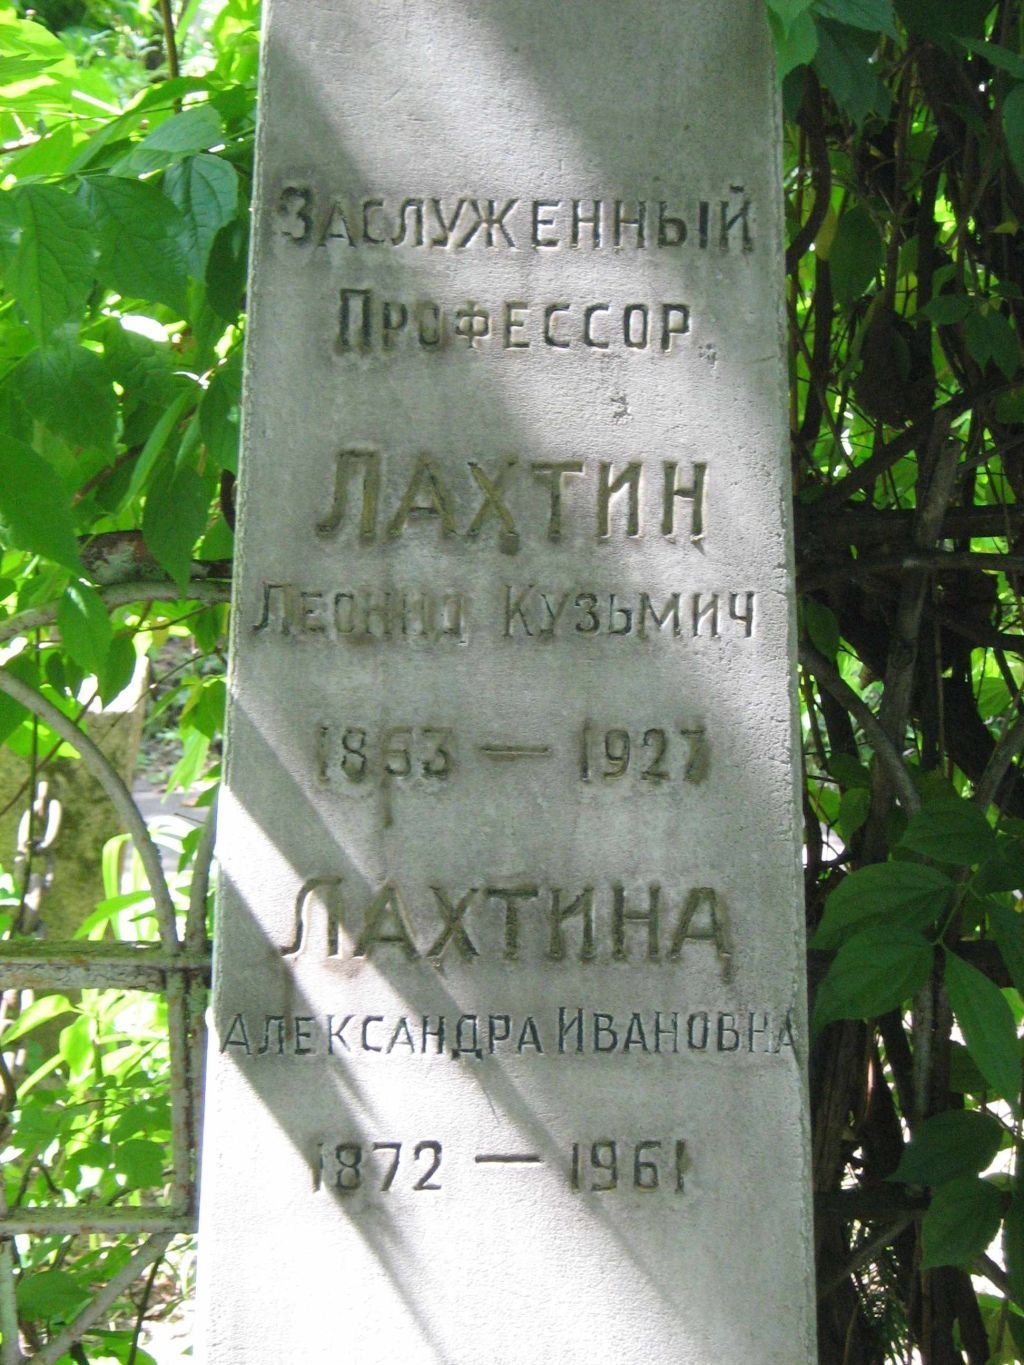 Заслуженный
Профессор
ЛАХТИН
Леонид Кузьмич
1853 — 1927
ЛАХТИНА
Александра Ивановна
1872 — 1961